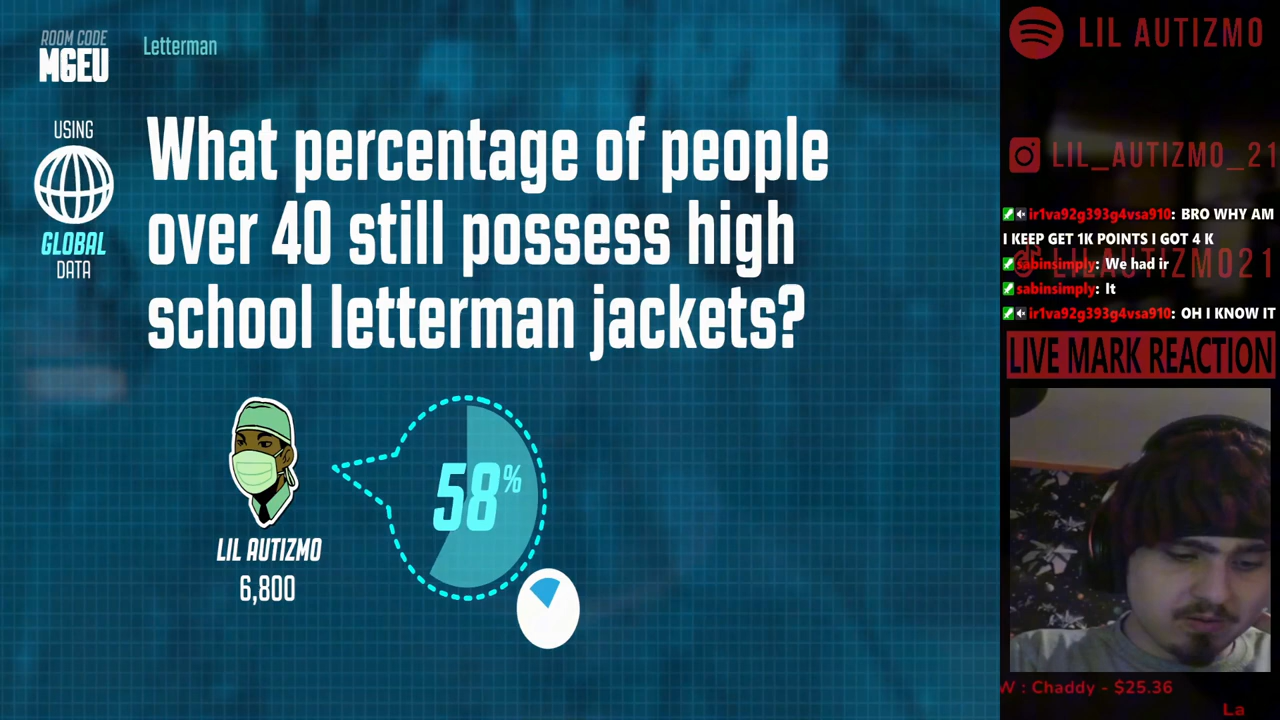 ROOM CODE
MGEU
Letterman
USING
GLOBAL
DATA
What percentage of people
over 40 still possess high
school letterman jackets?
58%
LIL AUTIZMO
6,800
LIL AUTIZMO
LIL_AUTIZMO_21
ir1va92g393g4vsa910: BRO WHY AM
I KEEP GET 1K POINTS I GOT 4 K
LILAUTIZMO21
sabinsimply: We had ir
sabinsimply: It
ir1va92g393g4vsa910: OH I KNOW IT
LIVE MARK REACTION
W : Chaddy - $25.36
La